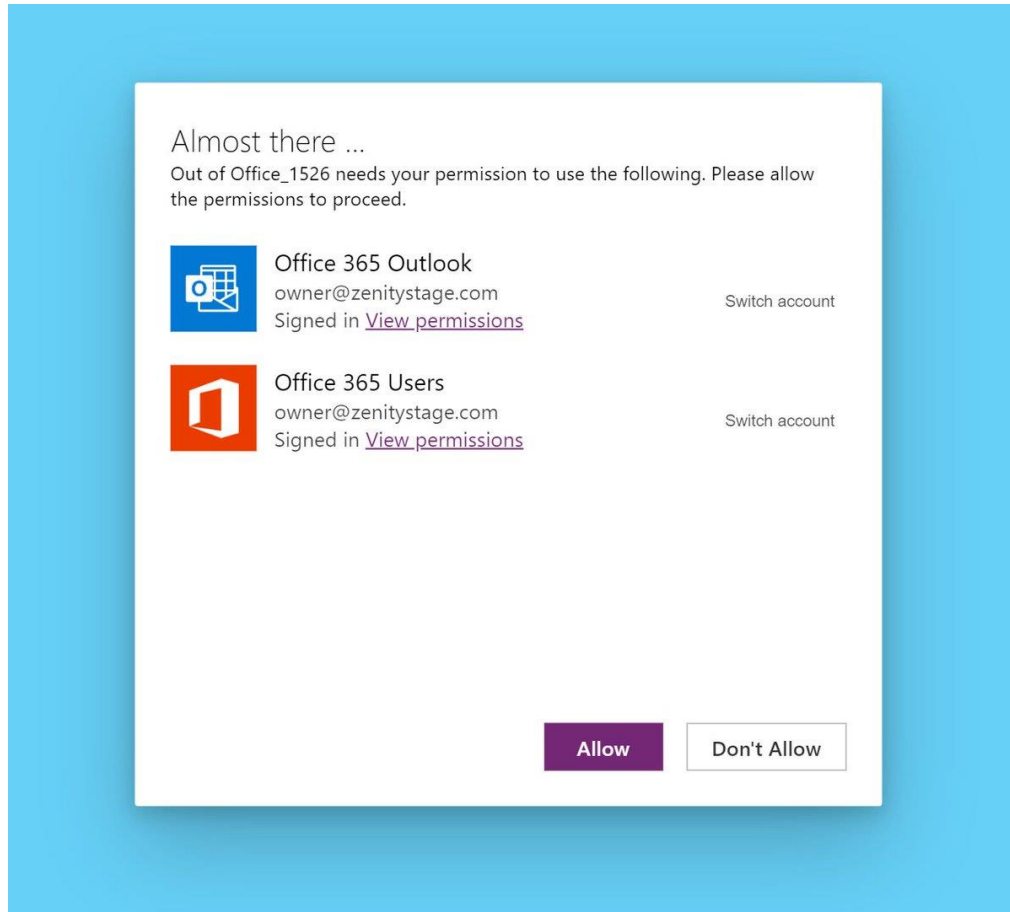 Almost there ...
Out of Office_1526 needs your permission to use the following. Please allow
the permissions to proceed.
Office 365 Outlook
owner@zenitystage.com
Signed in View permissions
Switch account
Office 365 Users
owner@zenitystage.com
Signed in View permissions
Switch account
Allow
Don't Allow